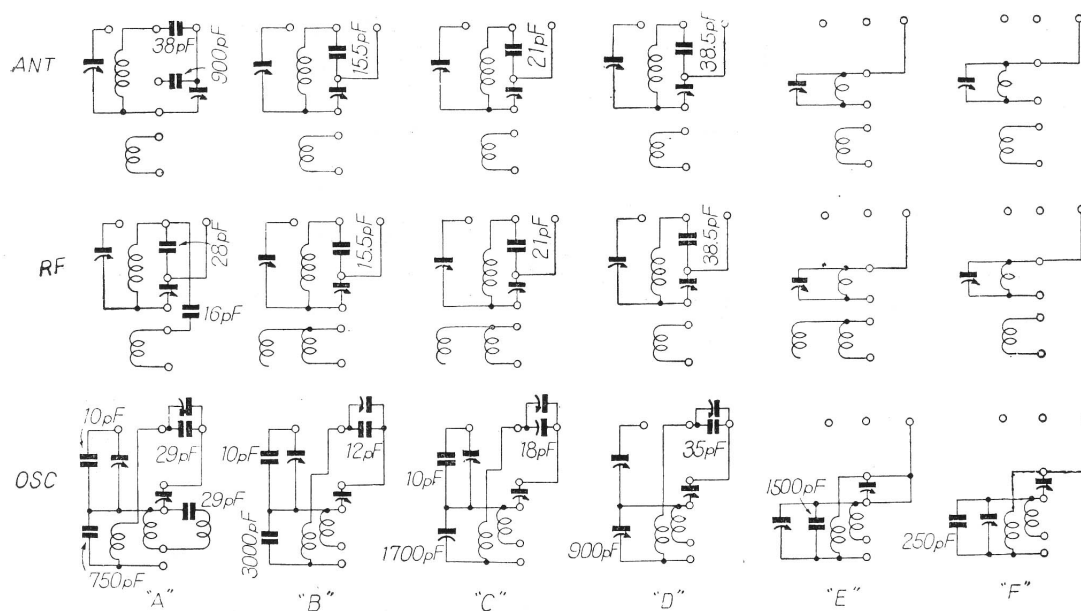 ANT
38pF
900pF
15.5pF
21pF
38.5pF
RF
28pF
16pF
15.5pF
21pF
38.5pF
OSC
10pF
29pF
29pF
750pF
10pF
12pF
3000pF
10pF
18pF
1700pF
35pF
900pF
1500pF
250pF
"A"
"B"
"C"
"D"
"E"
"F"